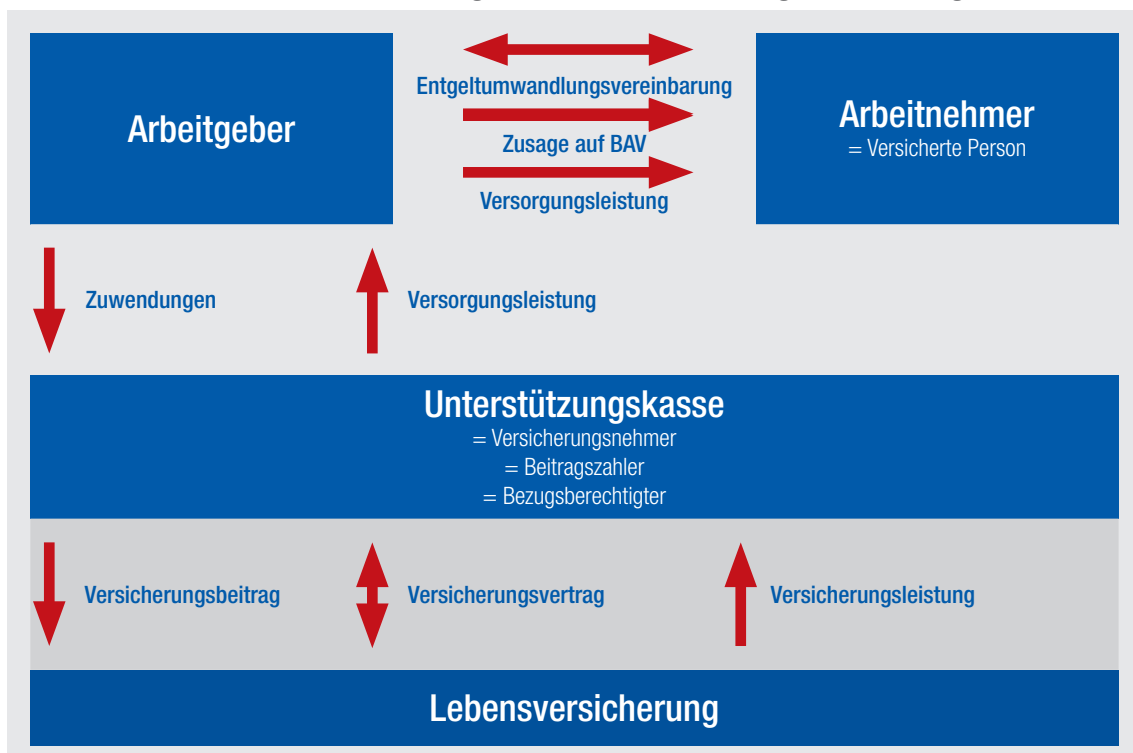 Entgeltumwandlungsvereinbarung
Arbeitgeber
Arbeitnehmer
= Versicherte Person
Zusage auf BAV
Versorgungsleistung
Zuwendungen
Versorgungsleistung
Unterstützungskasse
= Versicherungsnehmer
= Beitragszahler
= Bezugsberechtigter
Versicherungsbeitrag
Versicherungsvertrag
Versicherungsleistung
Lebensversicherung